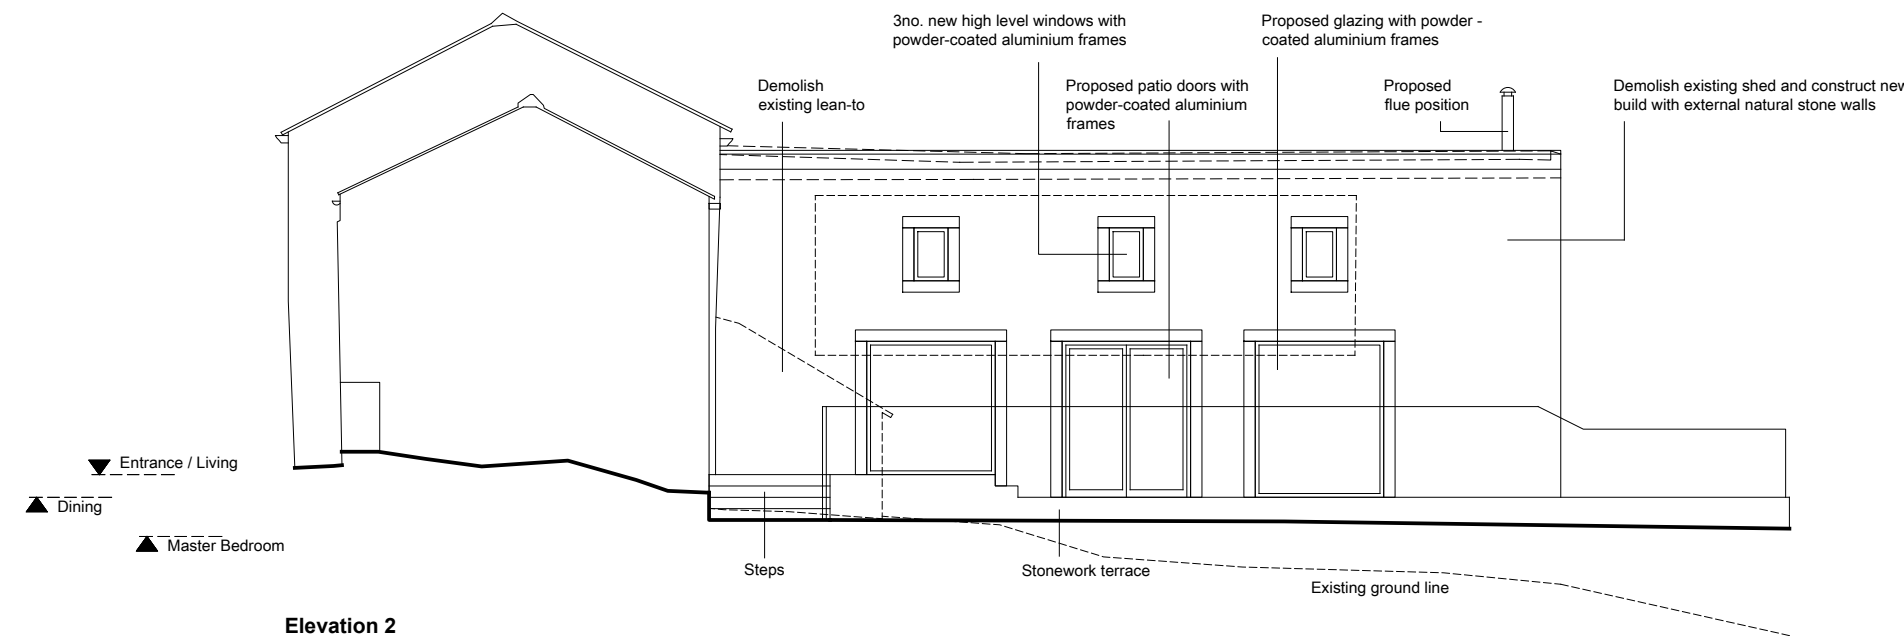 3no. new high level windows with
powder-coated aluminium frames
Proposed glazing with powder -
coated aluminium frames
Demolish
existing lean-to
Proposed patio doors with
powder-coated aluminium
frames
Proposed
flue position
Demolish existing shed and construct new
build with external natural stone walls
Entrance / Living
Dining
Master Bedroom
Steps
Stonework terrace
Existing ground line
Elevation 2